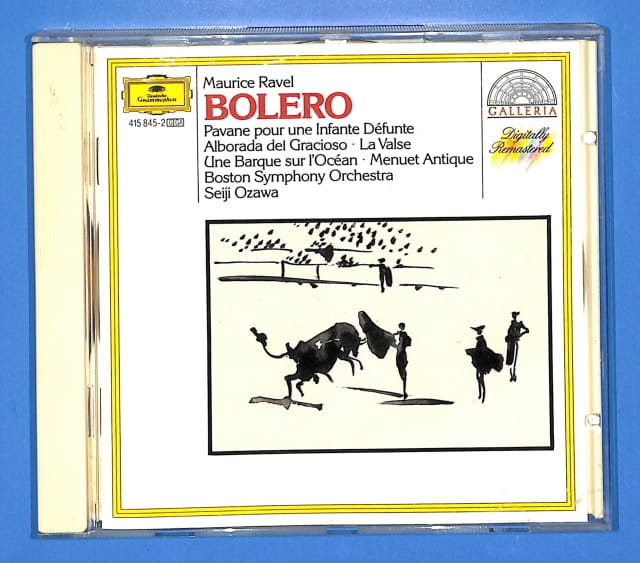 Deutsche
Grammophon
415 845-2 GGA
Maurice Ravel
BOLERO
Pavane pour une Infante Défunte
Alborada del Gracioso · La Valse
Une Barque sur l'Océan · Menuet Antique
Boston Symphony Orchestra
Seiji Ozawa
GALLERIA
Digitally
Remastered